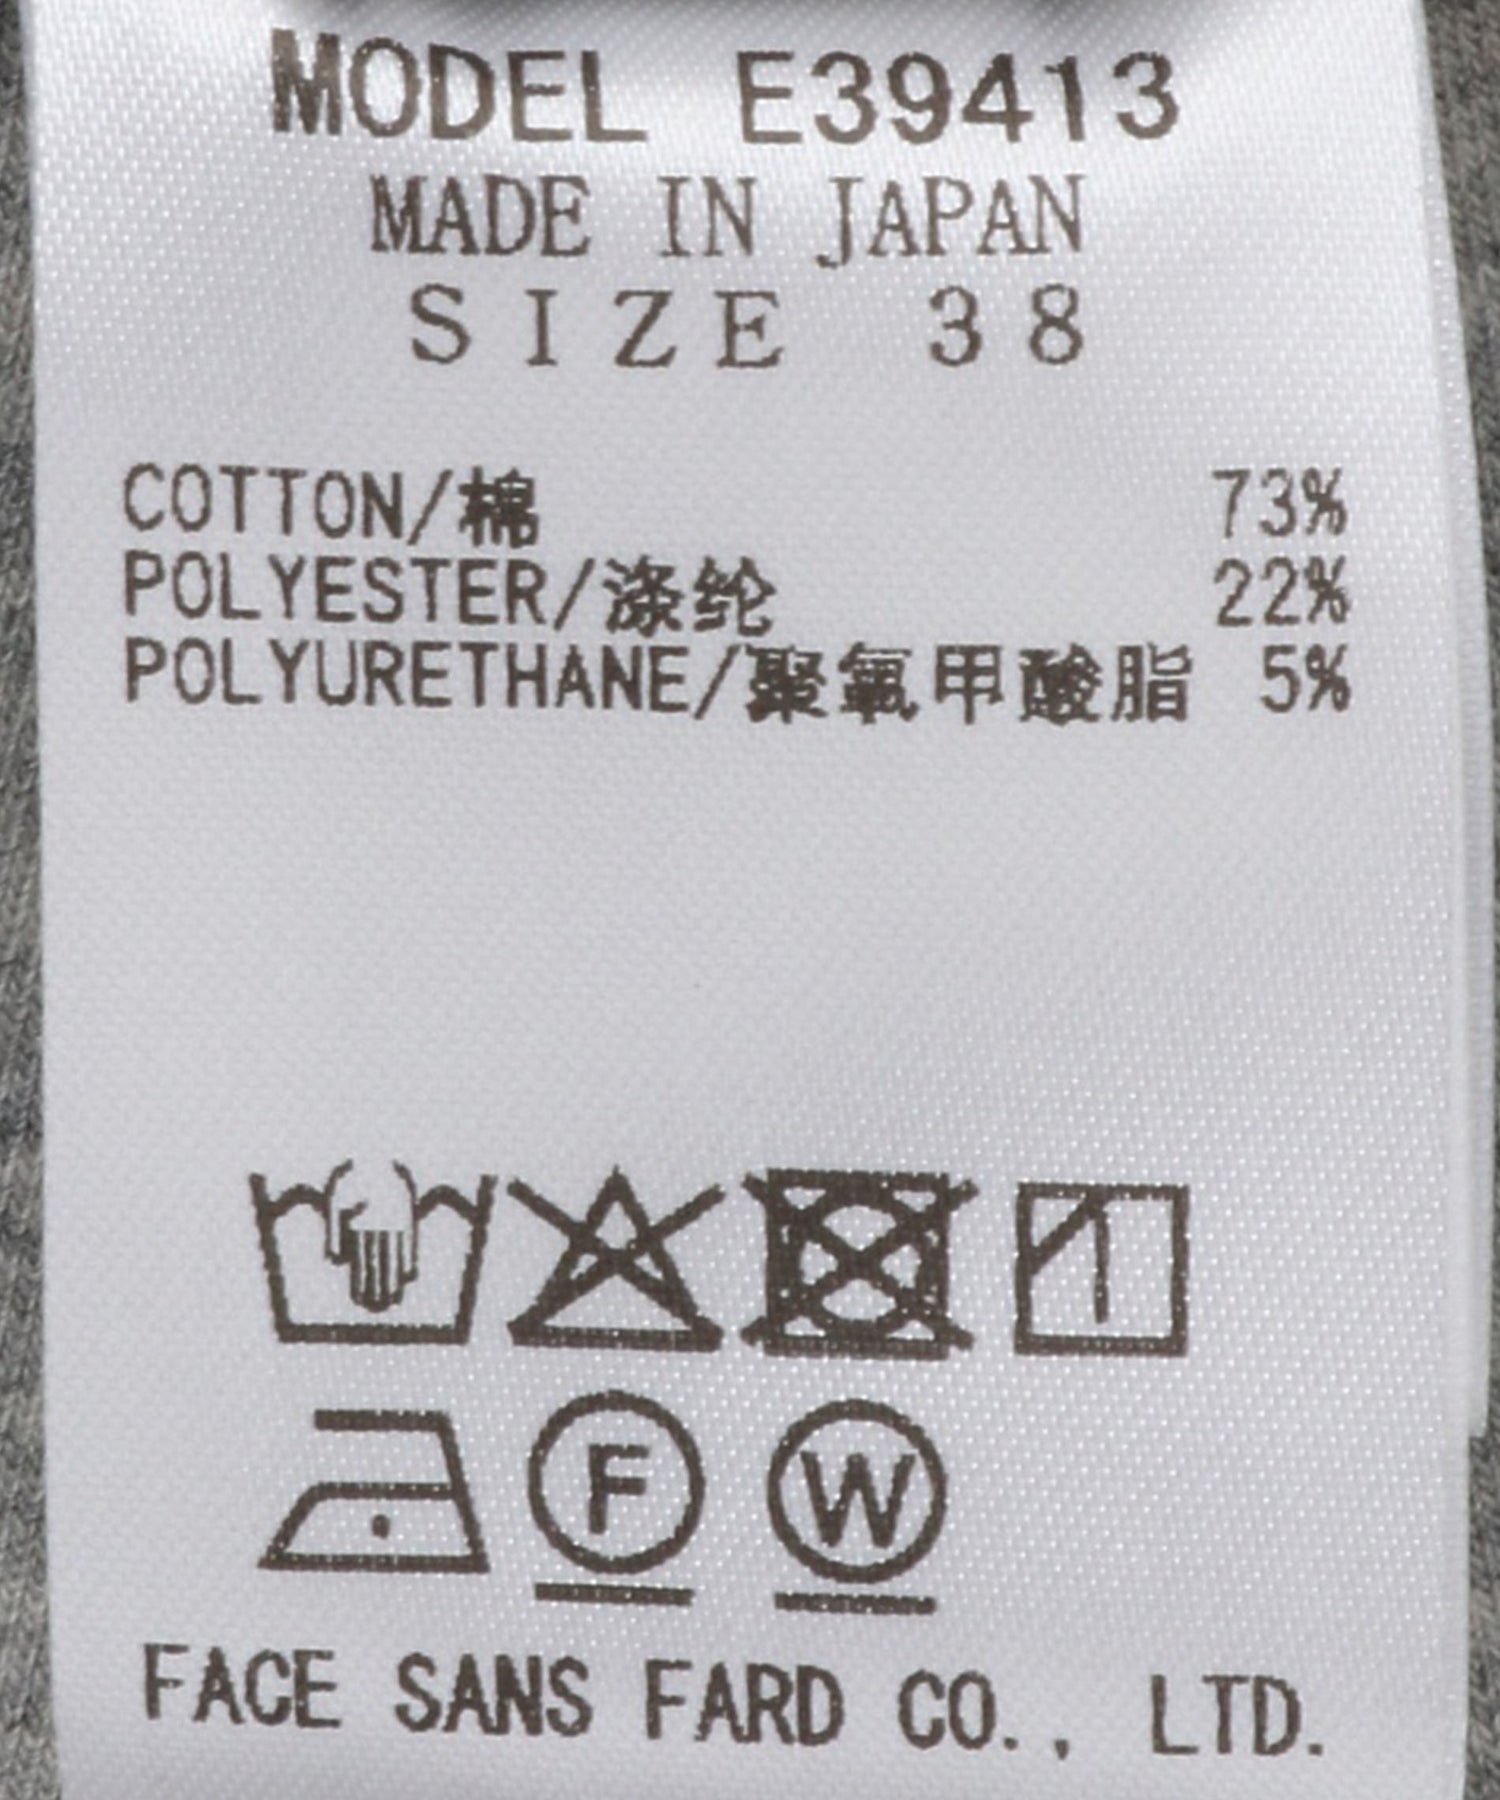 MODEL E39413
MADE IN JAPAN
SIZE 38
COTTON/棉 73%
POLYESTER/涤纶 22%
POLYURETHANE/聚氨甲酸脂 5%
F
W
FACE SANS FARD CO., LTD.